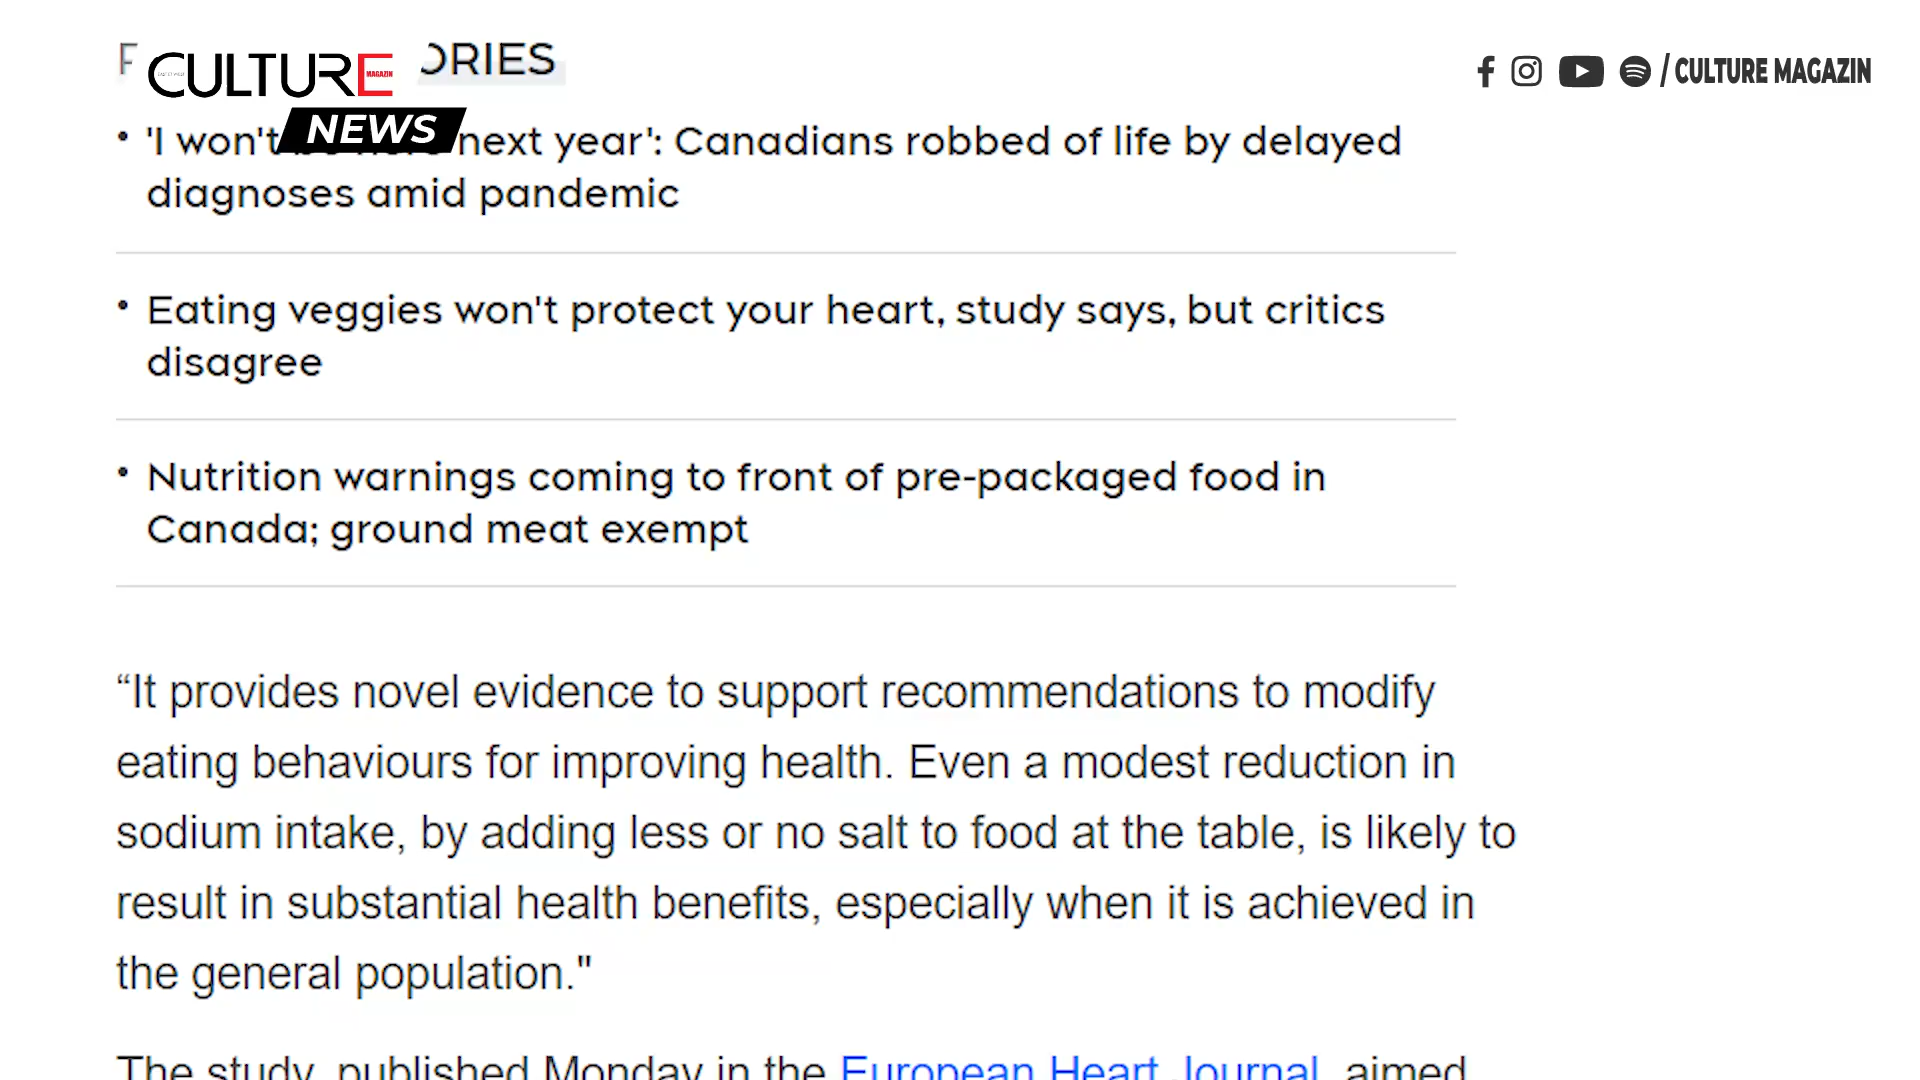 ORIES
CULTURE
MAGAZIN
NEWS
/ CULTURE MAGAZIN
• 'I won't be here next year': Canadians robbed of life by delayed
diagnoses amid pandemic
• Eating veggies won't protect your heart, study says, but critics
disagree
• Nutrition warnings coming to front of pre-packaged food in
Canada; ground meat exempt
“It provides novel evidence to support recommendations to modify
eating behaviours for improving health. Even a modest reduction in
sodium intake, by adding less or no salt to food at the table, is likely to
result in substantial health benefits, especially when it is achieved in
the general population."
The study, published Monday in the European Heart Journal, aimed